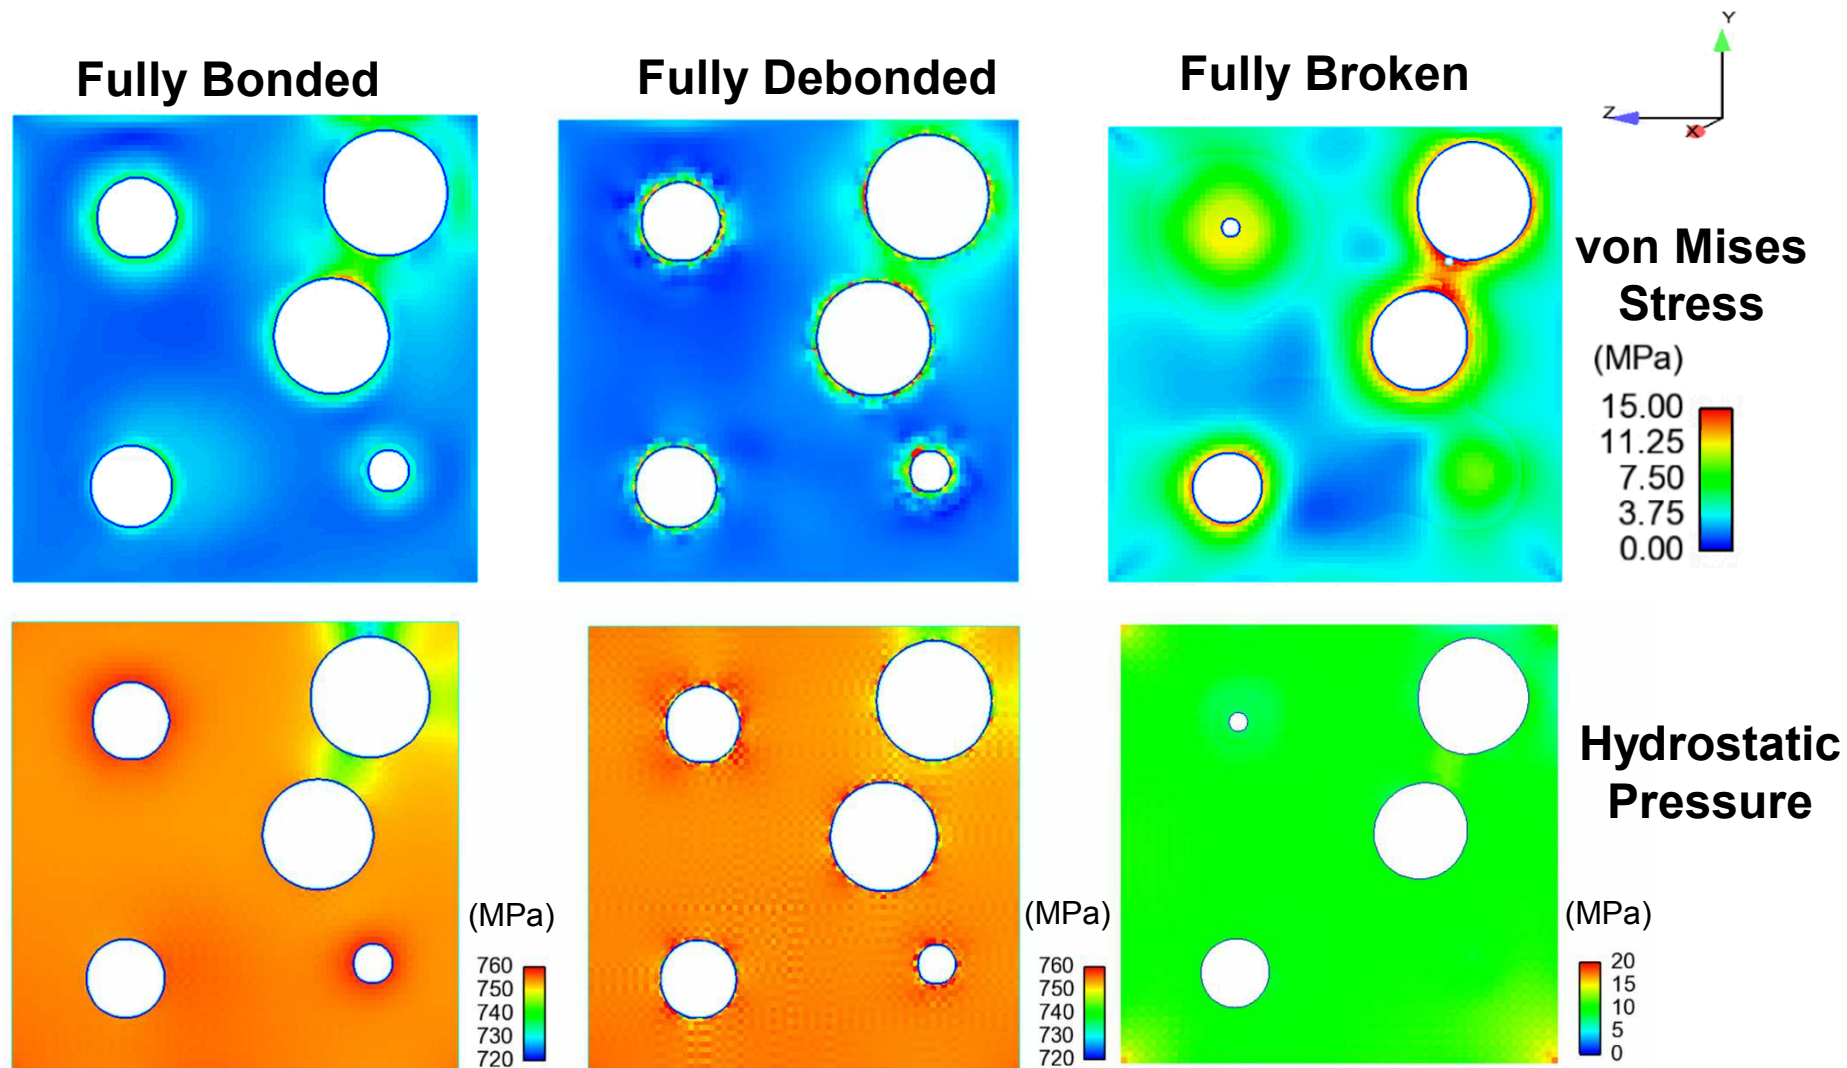 Fully Bonded
Fully Debonded
Fully Broken
Y
Z
X
von Mises
Stress
(MPa)
15.00
11.25
7.50
3.75
0.00
Hydrostatic
Pressure
(MPa)
760
750
740
730
720
(MPa)
760
750
740
730
720
(MPa)
20
15
10
5
0